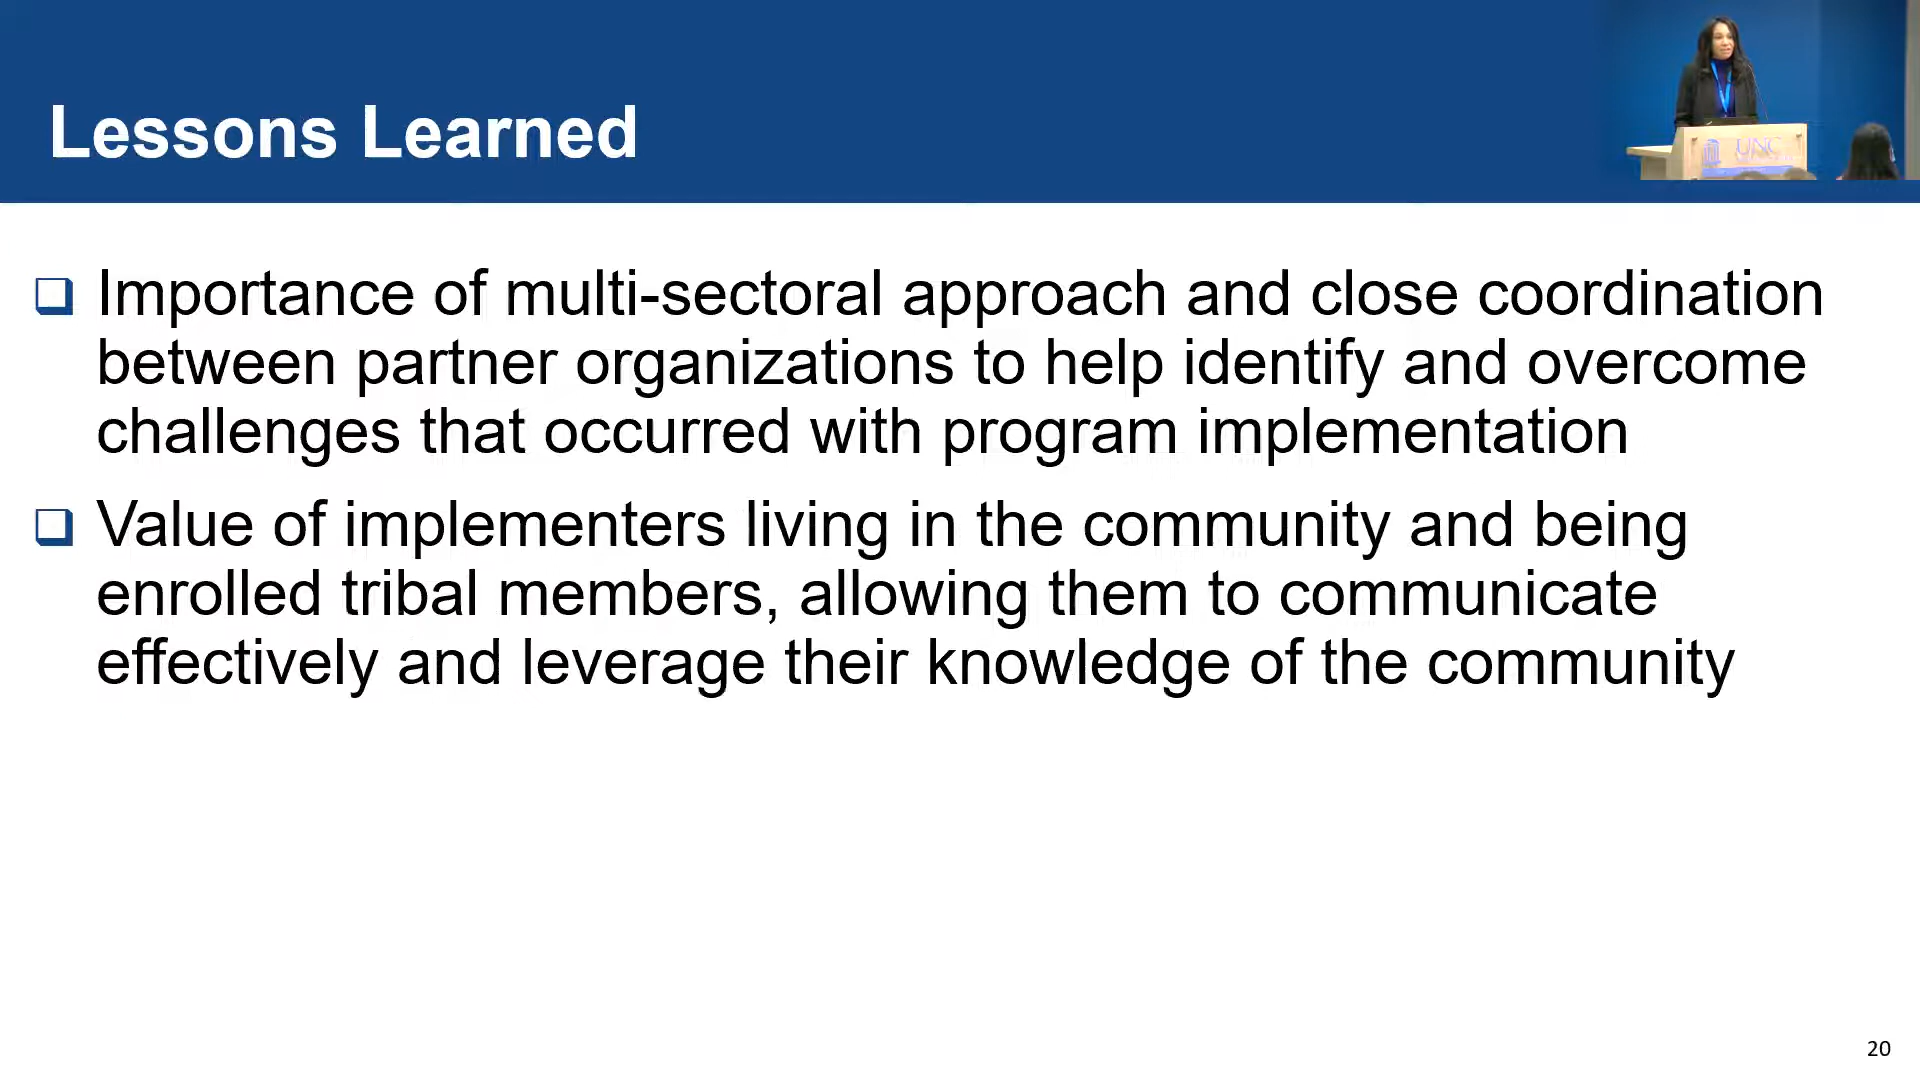 Lessons Learned
UNC
Importance of multi-sectoral approach and close coordination
between partner organizations to help identify and overcome
challenges that occurred with program implementation
Value of implementers living in the community and being
enrolled tribal members, allowing them to communicate
effectively and leverage their knowledge of the community
20